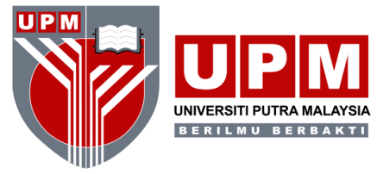 UPM
UPM
UNIVERSITI PUTRA MALAYSIA
BERILMU BERBAKTI